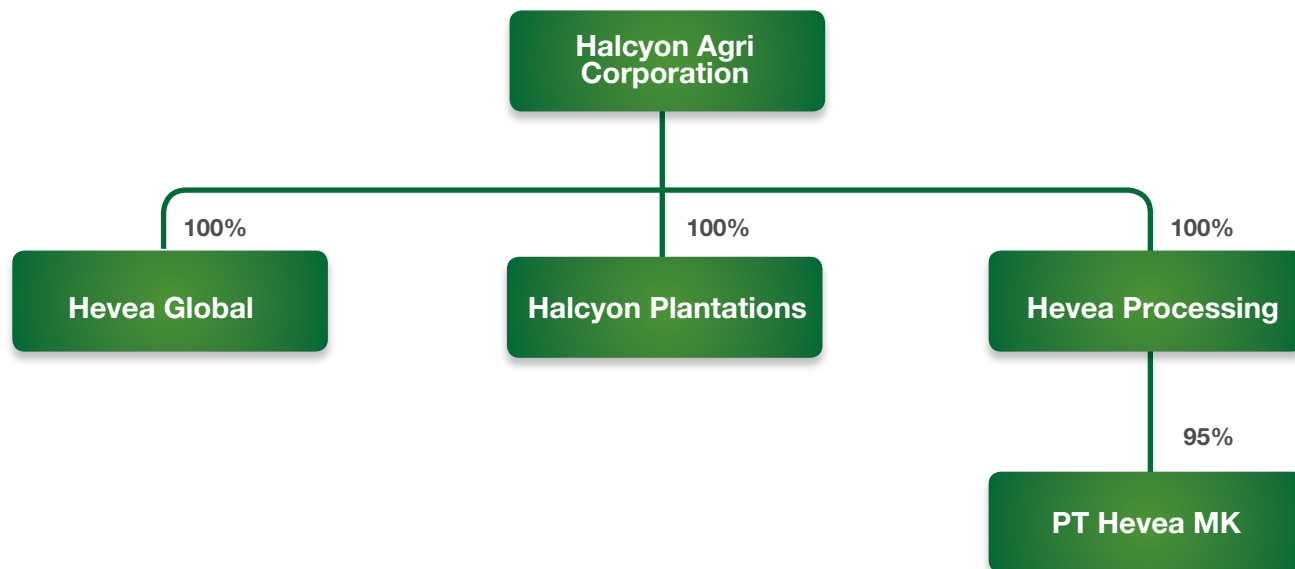 Halcyon Agri
Corporation
100%
100%
100%
Hevea Global
Halcyon Plantations
Hevea Processing
95%
PT Hevea MK